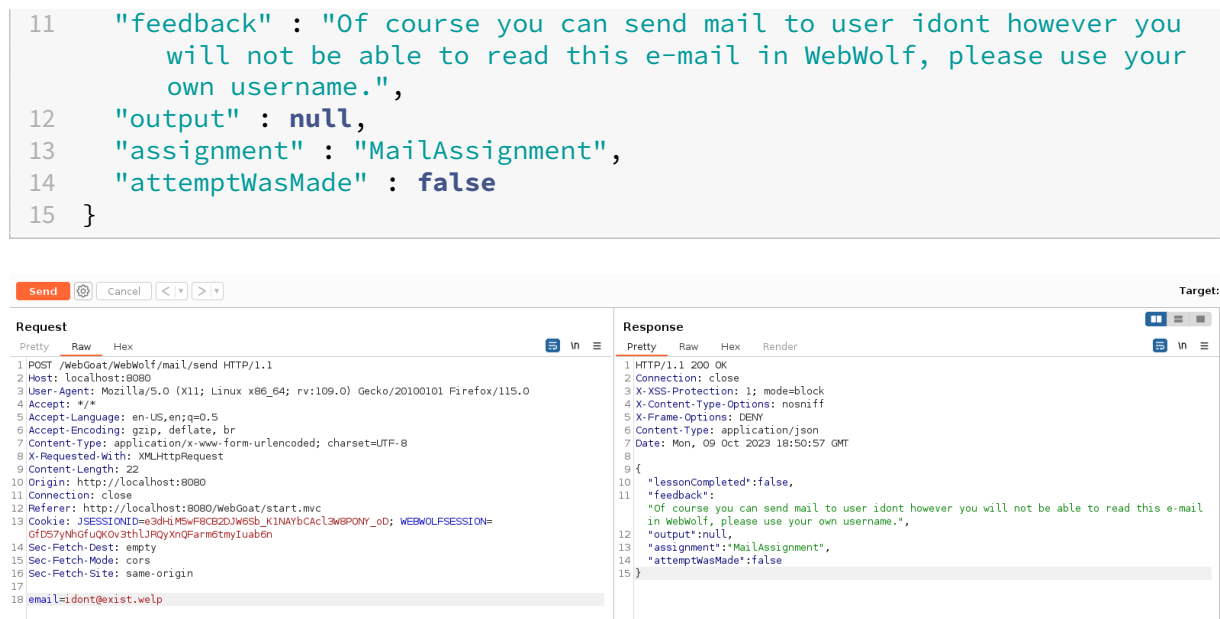 11 "feedback" : "Of course you can send mail to user idont however you
will not be able to read this e-mail in WebWolf, please use your
own username.",
12 "output" : null,
13 "assignment" : "MailAssignment",
14 "attemptWasMade" : false
15 }
Send Cancel < >
Target:
Request
Pretty Raw Hex \n
1 POST /WebGoat/WebWolf/mail/send HTTP/1.1
2 Host: localhost:8080
3 User-Agent: Mozilla/5.0 (X11; Linux x86_64; rv:109.0) Gecko/20100101 Firefox/115.0
4 Accept: */*
5 Accept-Language: en-US,en;q=0.5
6 Accept-Encoding: gzip, deflate, br
7 Content-Type: application/x-www-form-urlencoded; charset=UTF-8
8 X-Requested-With: XMLHttpRequest
9 Content-Length: 22
10 Origin: http://localhost:8080
11 Connection: close
12 Referer: http://localhost:8080/WebGoat/start.mvc
13 Cookie: JSESSIONID=e3dHiM5wF8CB2DJW6Sb_K1NAYbCAcl3W8PONY_oD; WEBWOLFSESSION=
GfD57yNhGfuQKOv3thlJRQyXnQFarm6tmyIuab6n
14 Sec-Fetch-Dest: empty
15 Sec-Fetch-Mode: cors
16 Sec-Fetch-Site: same-origin
17
18 email=idont@exist.welp
Response
Pretty Raw Hex Render \n
1 HTTP/1.1 200 OK
2 Connection: close
3 X-XSS-Protection: 1; mode=block
4 X-Content-Type-Options: nosniff
5 X-Frame-Options: DENY
6 Content-Type: application/json
7 Date: Mon, 09 Oct 2023 18:50:57 GMT
8
9 {
10 "lessonCompleted":false,
11 "feedback":
"Of course you can send mail to user idont however you will not be able to read this e-mail
in WebWolf, please use your own username.",
12 "output":null,
13 "assignment":"MailAssignment",
14 "attemptWasMade":false
15 }